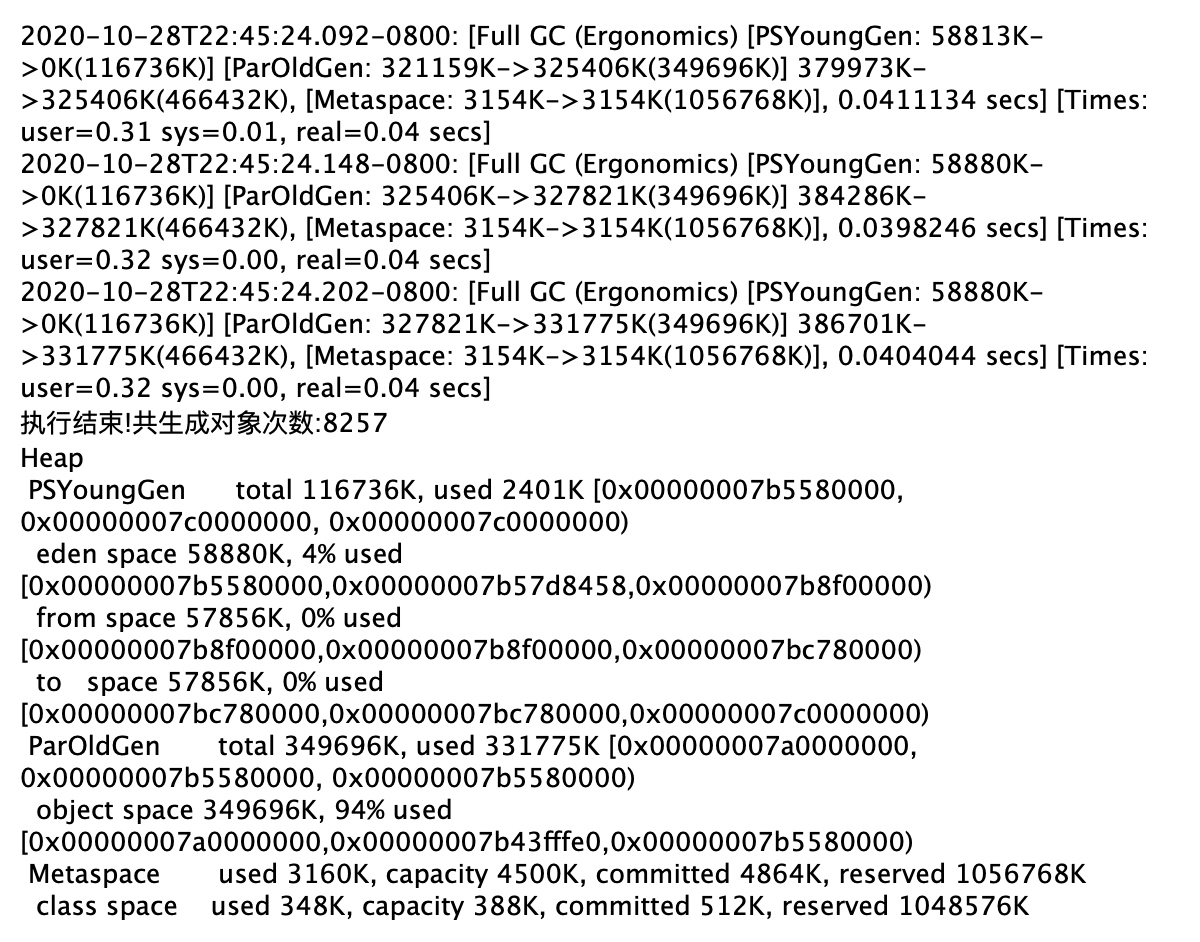 2020-10-28T22:45:24.092-0800: [Full GC (Ergonomics) [PSYoungGen: 58813K-
>0K(116736K)] [ParOldGen: 321159K->325406K(349696K)] 379973K-
>325406K(466432K), [Metaspace: 3154K->3154K(1056768K)], 0.0411134 secs] [Times:
user=0.31 sys=0.01, real=0.04 secs]
2020-10-28T22:45:24.148-0800: [Full GC (Ergonomics) [PSYoungGen: 58880K-
>0K(116736K)] [ParOldGen: 325406K->327821K(349696K)] 384286K-
>327821K(466432K), [Metaspace: 3154K->3154K(1056768K)], 0.0398246 secs] [Times:
user=0.32 sys=0.00, real=0.04 secs]
2020-10-28T22:45:24.202-0800: [Full GC (Ergonomics) [PSYoungGen: 58880K-
>0K(116736K)] [ParOldGen: 327821K->331775K(349696K)] 386701K-
>331775K(466432K), [Metaspace: 3154K->3154K(1056768K)], 0.0404044 secs] [Times:
user=0.32 sys=0.00, real=0.04 secs]
执行结束!共生成对象次数:8257
Heap
 PSYoungGen      total 116736K, used 2401K [0x00000007b5580000,
0x00000007c0000000, 0x00000007c0000000)
  eden space 58880K, 4% used
[0x00000007b5580000,0x00000007b57d8458,0x00000007b8f00000)
  from space 57856K, 0% used
[0x00000007b8f00000,0x00000007b8f00000,0x00000007bc780000)
  to   space 57856K, 0% used
[0x00000007bc780000,0x00000007bc780000,0x00000007c0000000)
 ParOldGen       total 349696K, used 331775K [0x00000007a0000000,
0x00000007b5580000, 0x00000007b5580000)
  object space 349696K, 94% used
[0x00000007a0000000,0x00000007b43fffe0,0x00000007b5580000)
 Metaspace       used 3160K, capacity 4500K, committed 4864K, reserved 1056768K
  class space    used 348K, capacity 388K, committed 512K, reserved 1048576K